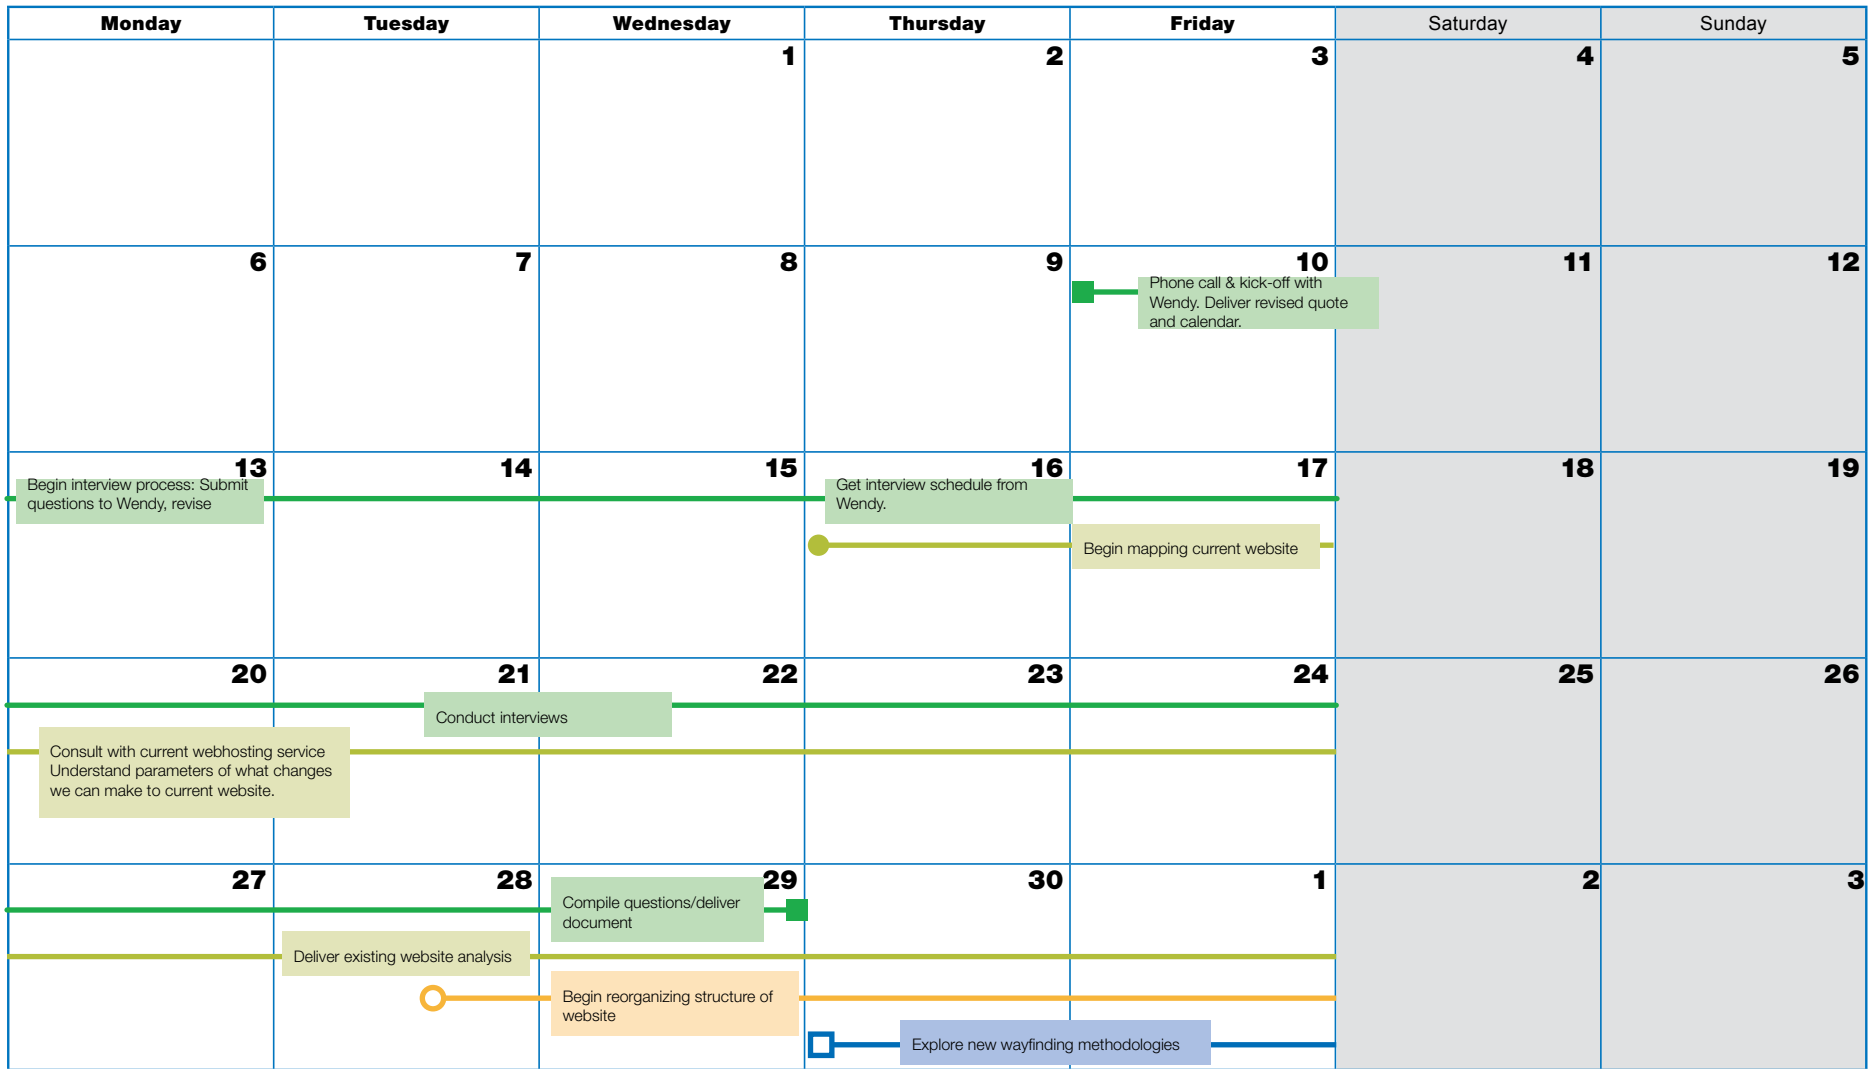 Monday Tuesday Wednesday Thursday Friday Saturday Sunday
1 2 3 4 5
6 7 8 9 10 11 12
Phone call & kick-off with
Wendy. Deliver revised quote
and calendar.
13 14 15 16 17 18 19
Begin interview process: Submit
questions to Wendy, revise
Get interview schedule from
Wendy.
Begin mapping current website
20 21 22 23 24 25 26
Conduct interviews
Consult with current webhosting service
Understand parameters of what changes
we can make to current website.
27 28 29 30 1 2 3
Compile questions/deliver
document
Deliver existing website analysis
Begin reorganizing structure of
website
Explore new wayfinding methodologies